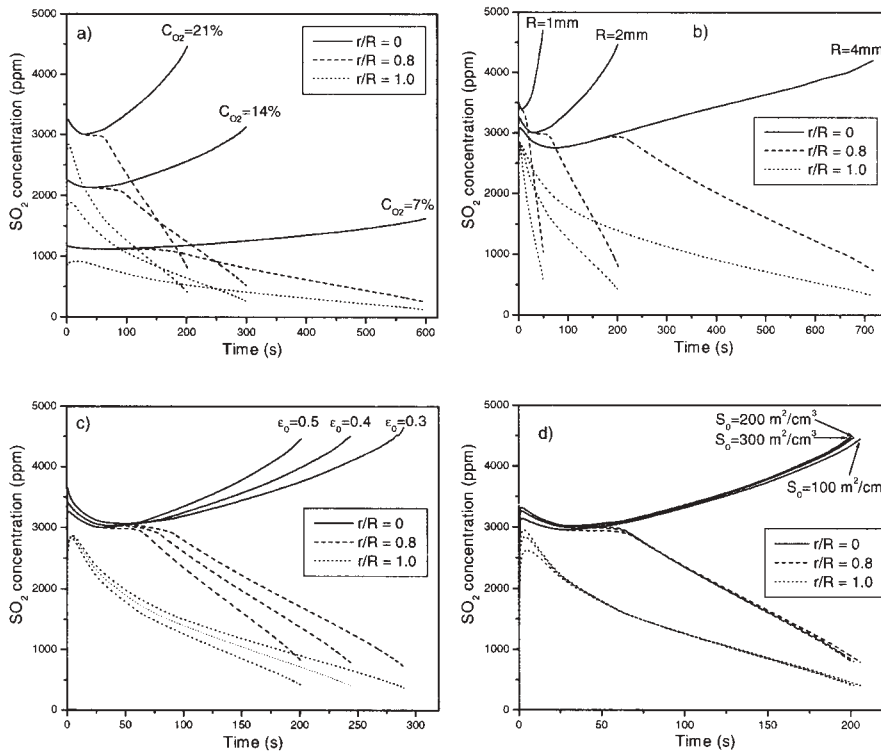 a)
C_O2=21%
C_O2=14%
C_O2=7%
r/R = 0
r/R = 0.8
r/R = 1.0
SO2 concentration (ppm)
5000
4000
3000
2000
1000
0
0 100 200 300 400 500 600
Time (s)
b)
R=1mm
R=2mm
R=4mm
r/R = 0
r/R = 0.8
r/R = 1.0
SO2 concentration (ppm)
5000
4000
3000
2000
1000
0
0 100 200 300 400 500 600 700
Time (s)
c)
ε0=0.5
ε0=0.4
ε0=0.3
r/R = 0
r/R = 0.8
r/R = 1.0
SO2 concentration (ppm)
5000
4000
3000
2000
1000
0
0 50 100 150 200 250 300
Time (s)
d)
S0=200 m²/cm³
S0=300 m²/cm³
S0=100 m²/cm
r/R = 0
r/R = 0.8
r/R = 1.0
SO2 concentration (ppm)
5000
4000
3000
2000
1000
0
0 50 100 150 200
Time (s)